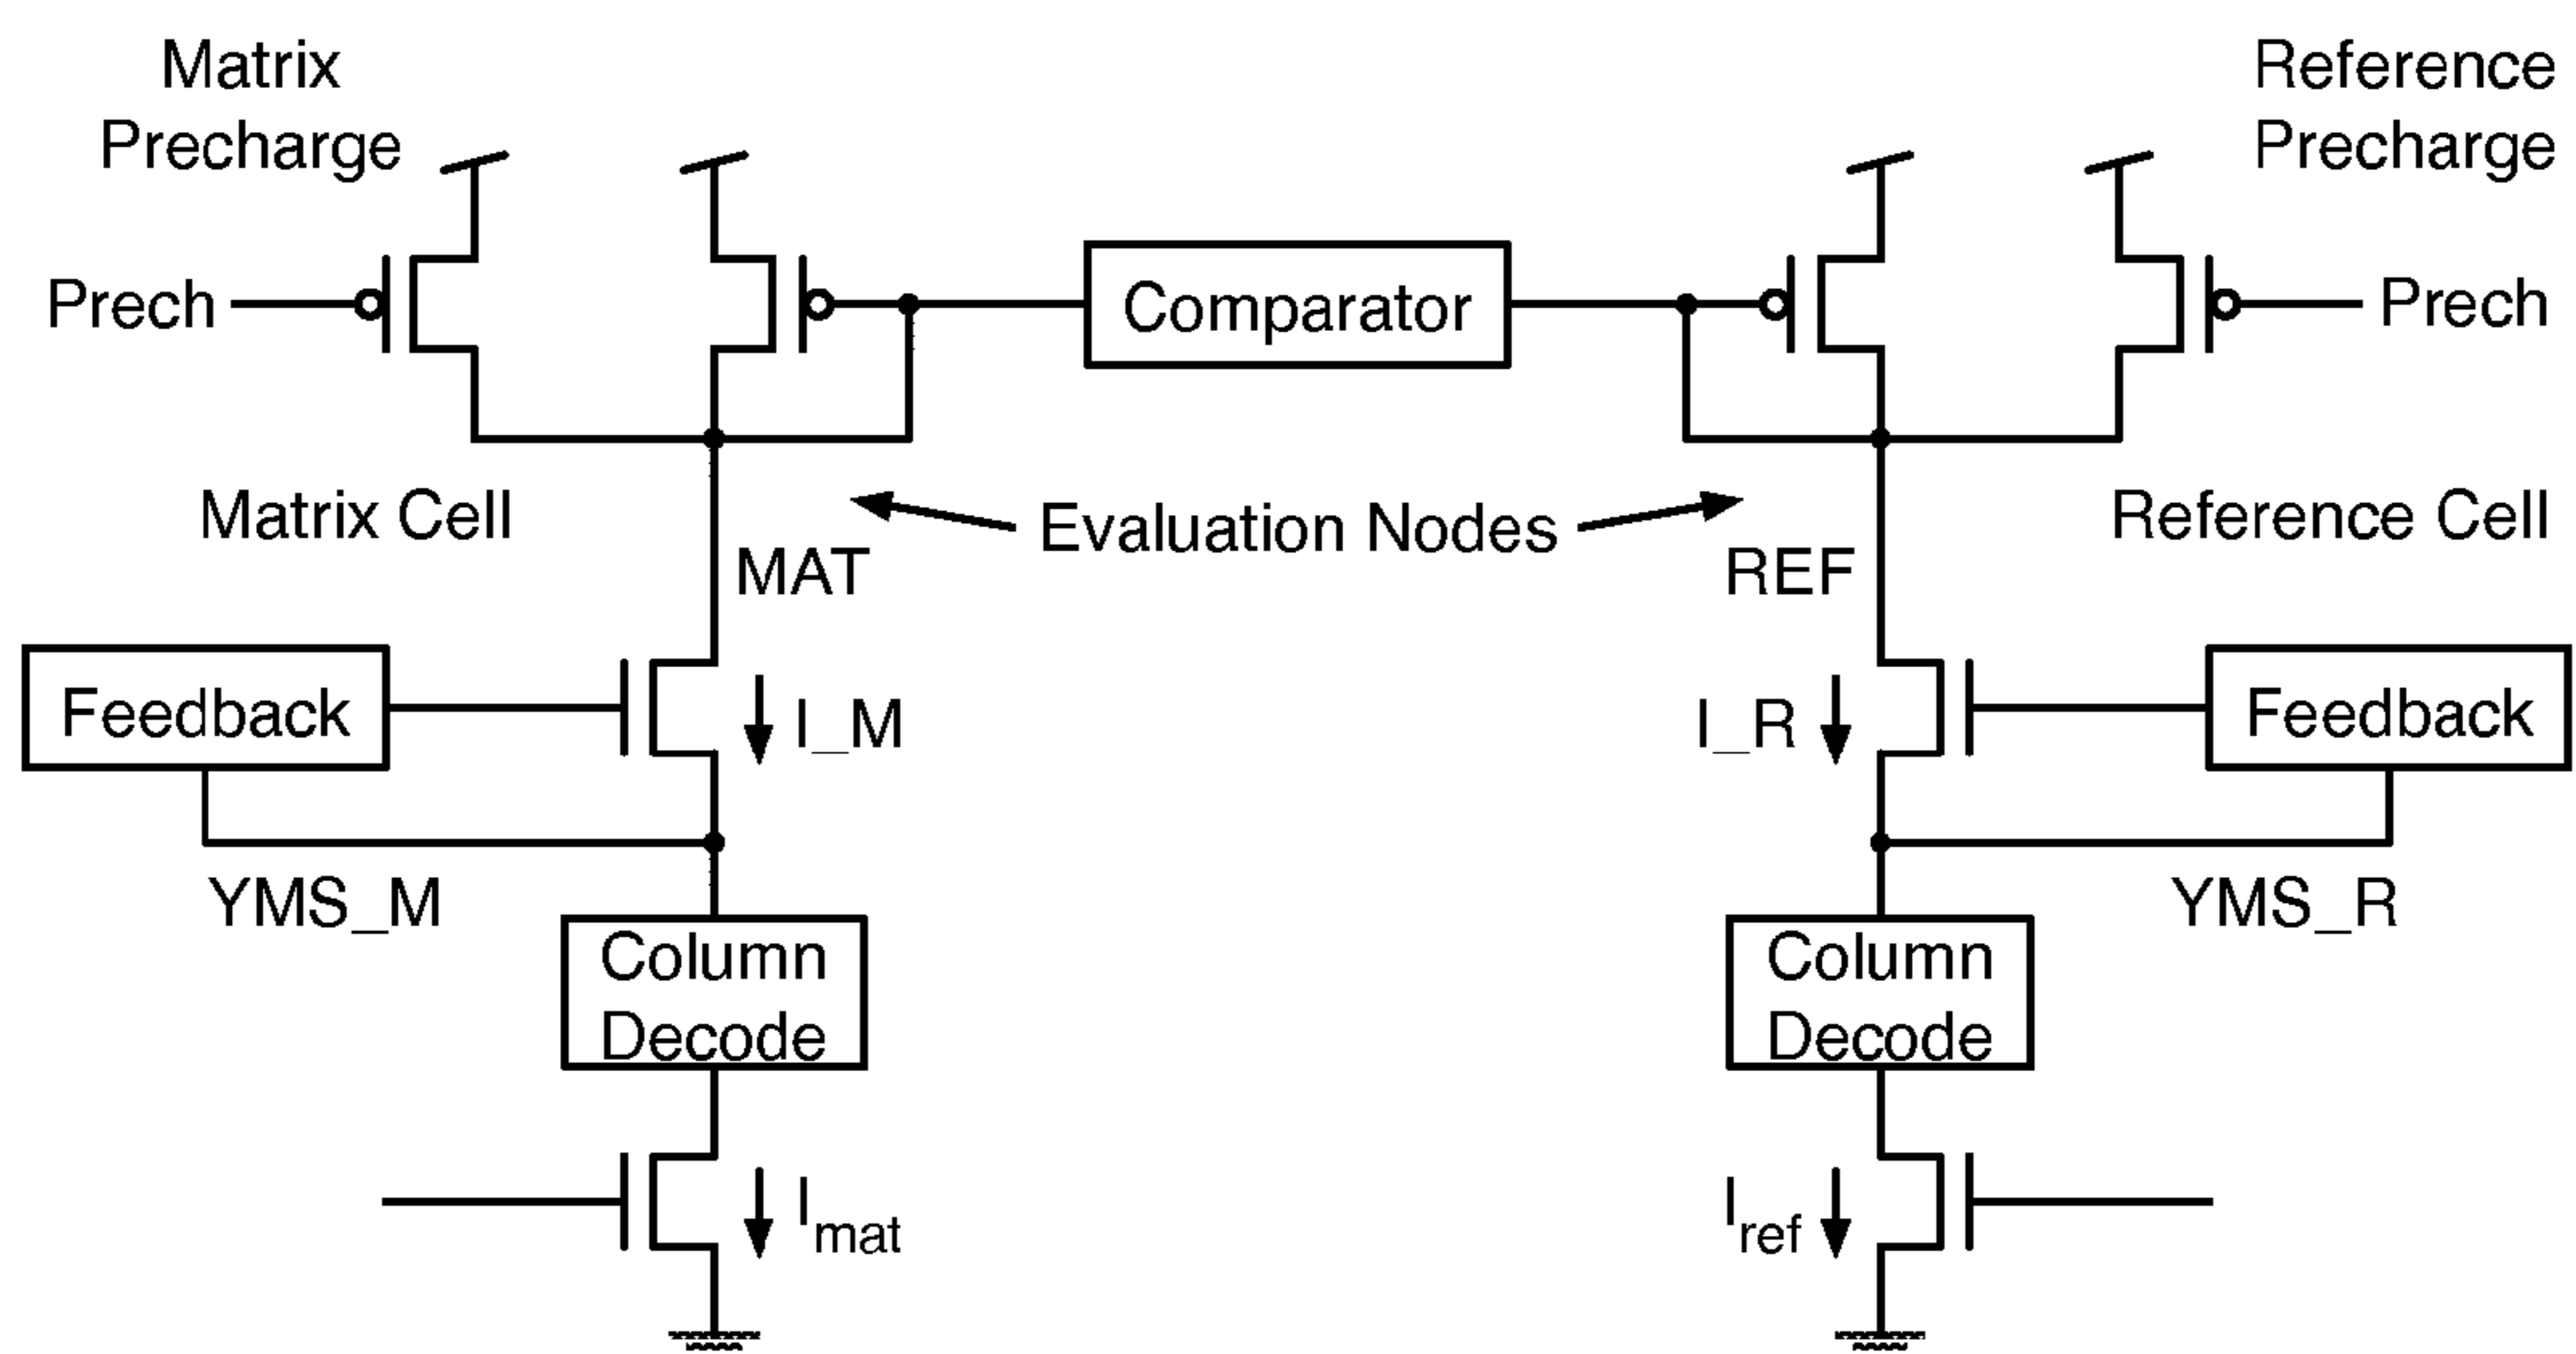 Matrix
Precharge
Reference
Precharge
Prech
Comparator
Prech
Matrix Cell
Evaluation Nodes
Reference Cell
MAT
REF
Feedback
I_M
I_R
Feedback
YMS_M
YMS_R
Column
Decode
Column
Decode
Imat
Iref